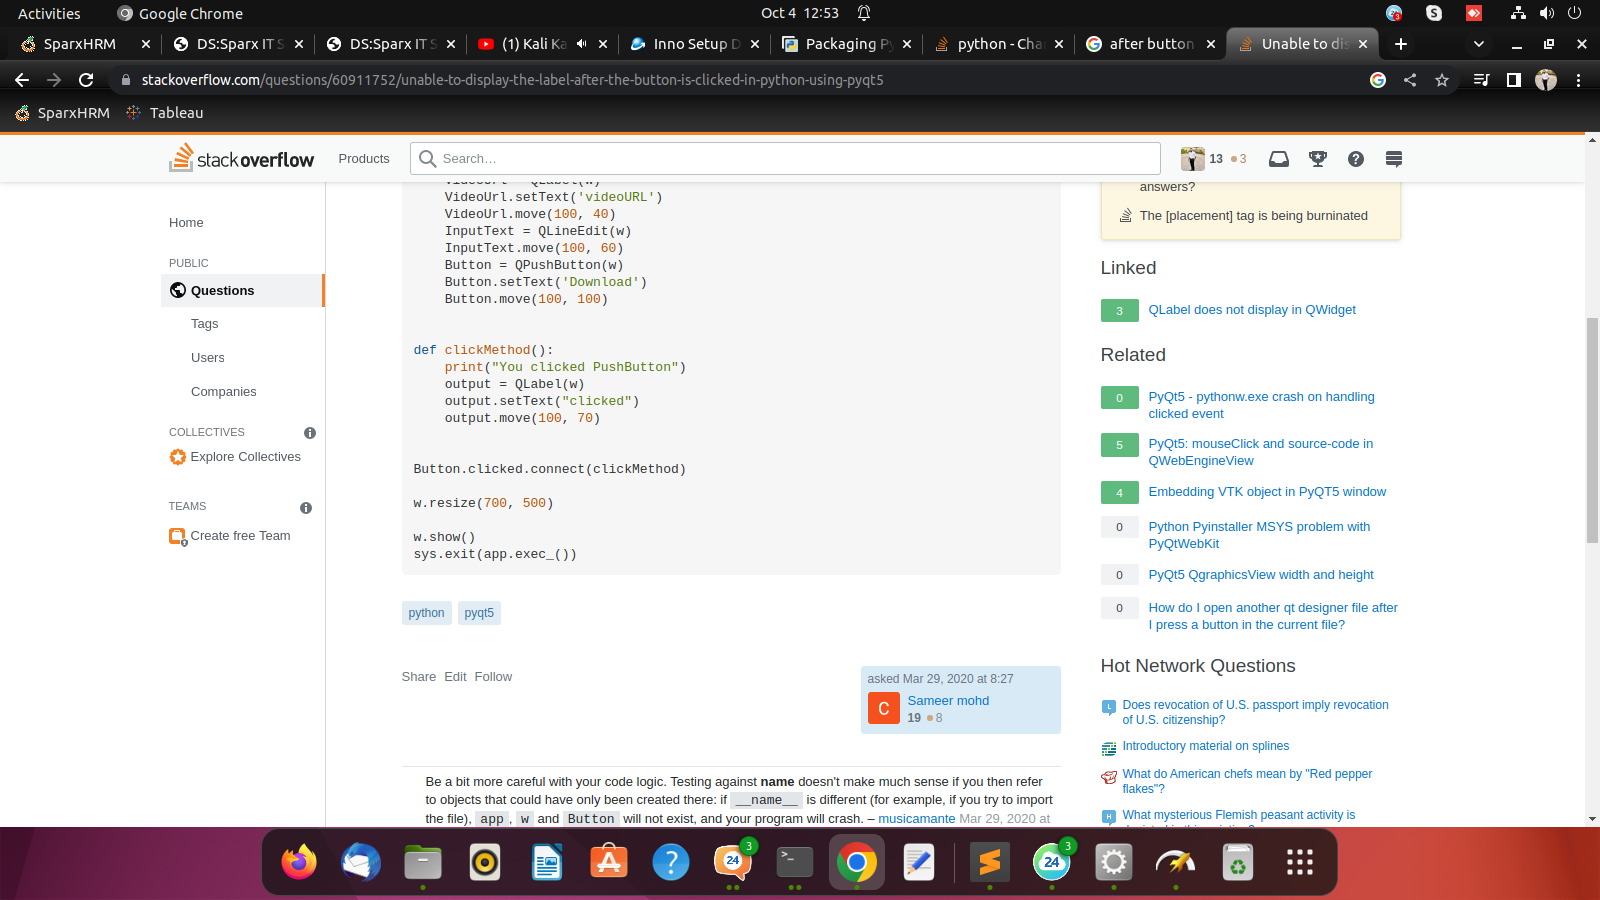 Activities
Google Chrome
Oct 4 12:53
SparxHRM
DS:Sparx IT S
DS:Sparx IT S
(1) Kali Ka
Inno Setup D
Packaging Py
python - Cha
after button
Unable to dis
stackoverflow.com/questions/60911752/unable-to-display-the-label-after-the-button-is-clicked-in-python-using-pyqt5
SparxHRM
Tableau
stackoverflow
Products
Search…
13
3
Home
PUBLIC
Questions
Tags
Users
Companies
COLLECTIVES
Explore Collectives
TEAMS
Create free Team
VideoUrl = QLabel(w)
VideoUrl.setText('videoURL')
VideoUrl.move(100, 40)
InputText = QLineEdit(w)
InputText.move(100, 60)
Button = QPushButton(w)
Button.setText('Download')
Button.move(100, 100)
def clickMethod():
print("You clicked PushButton")
output = QLabel(w)
output.setText("clicked")
output.move(100, 70)
Button.clicked.connect(clickMethod)
w.resize(700, 500)
w.show()
sys.exit(app.exec_())
python
pyqt5
Share Edit Follow
asked Mar 29, 2020 at 8:27
C
Sameer mohd
19
8
Be a bit more careful with your code logic. Testing against name doesn't make much sense if you then refer
to objects that could have only been created there: if __name__ is different (for example, if you try to import
the file), app, w and Button will not exist, and your program will crash. – musicamante Mar 29, 2020 at
answers?
The [placement] tag is being burninated
Linked
3
QLabel does not display in QWidget
Related
0
PyQt5 - pythonw.exe crash on handling
clicked event
5
PyQt5: mouseClick and source-code in
QWebEngineView
4
Embedding VTK object in PyQT5 window
0
Python Pyinstaller MSYS problem with
PyQtWebKit
0
PyQt5 QgraphicsView width and height
0
How do I open another qt designer file after
I press a button in the current file?
Hot Network Questions
Does revocation of U.S. passport imply revocation
of U.S. citizenship?
Introductory material on splines
What do American chefs mean by "Red pepper
flakes"?
What mysterious Flemish peasant activity is
24
3
24
3